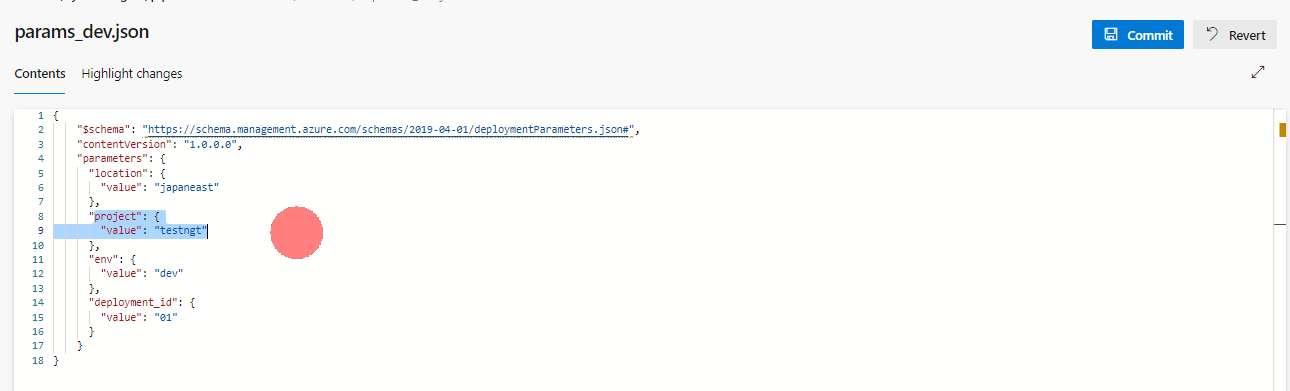 params_dev.json
Commit
Revert
Contents
Highlight changes
1 {
2 "$schema": "https://schema.management.azure.com/schemas/2019-04-01/deploymentParameters.json#",
3 "contentVersion": "1.0.0.0",
4 "parameters": {
5 "location": {
6 "value": "japaneast"
7 },
8 "project": {
9 "value": "testngt"
10 },
11 "env": {
12 "value": "dev"
13 },
14 "deployment_id": {
15 "value": "01"
16 }
17 }
18 }